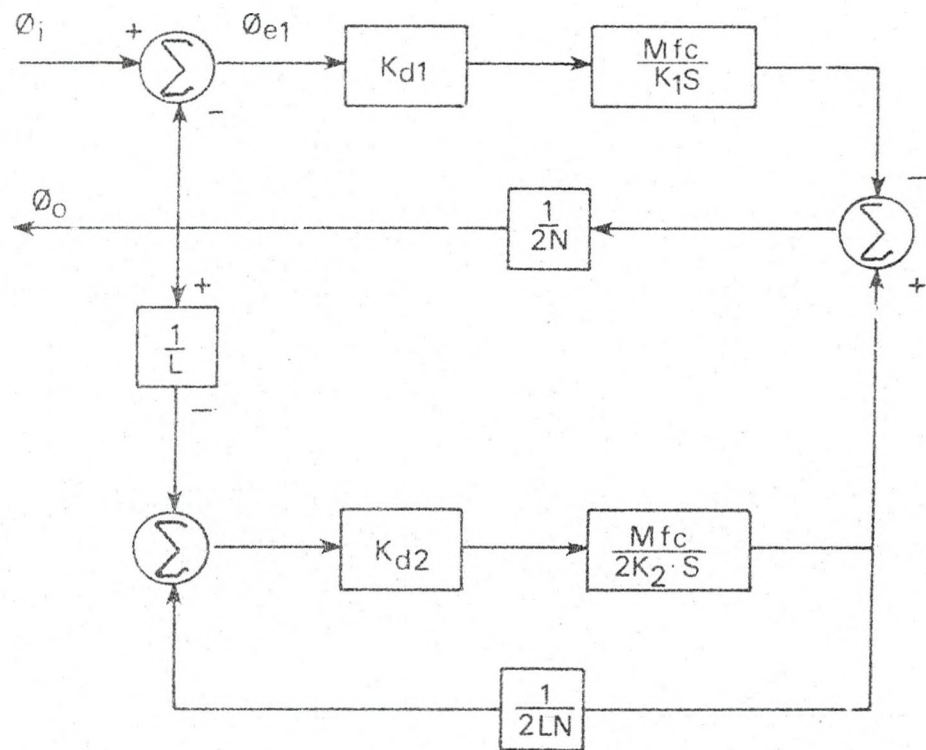 Øi
+
Σ
-
Øe1
Kd1
Mfc
K1S
-
Σ
+
1
2N
Øo
+
1
L
-
Σ
Kd2
Mfc
2K2·S
1
2LN